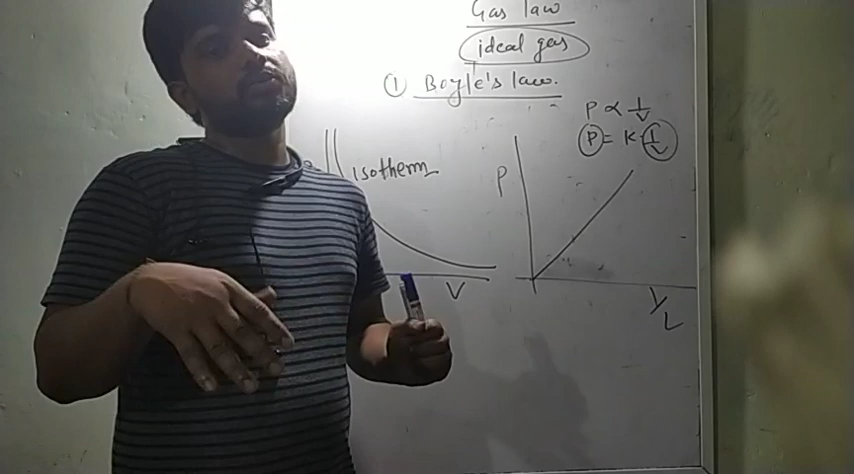 Gas law
ideal gas
① Boyle's law.
P ∝ 1/V
P = K 1/V
isotherm
P
V
1/V